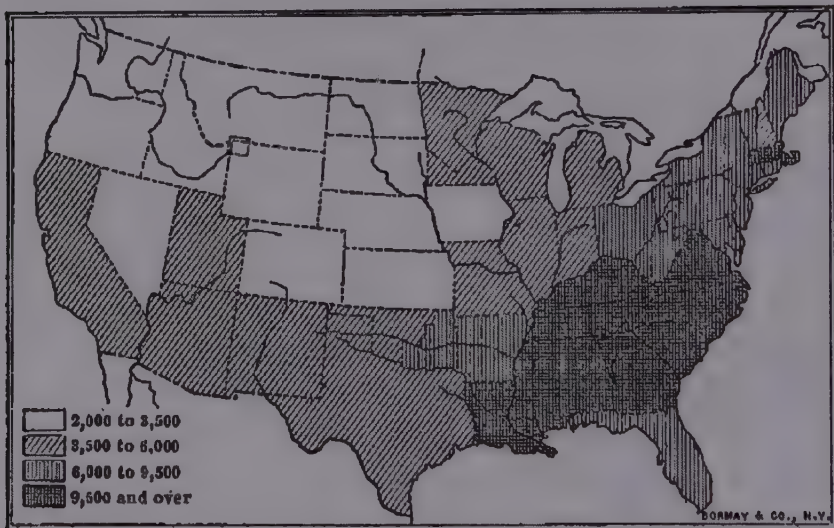 2,000 to 3,500
3,500 to 6,000
6,000 to 9,500
9,500 and over
BORMAY & CO., N.Y.